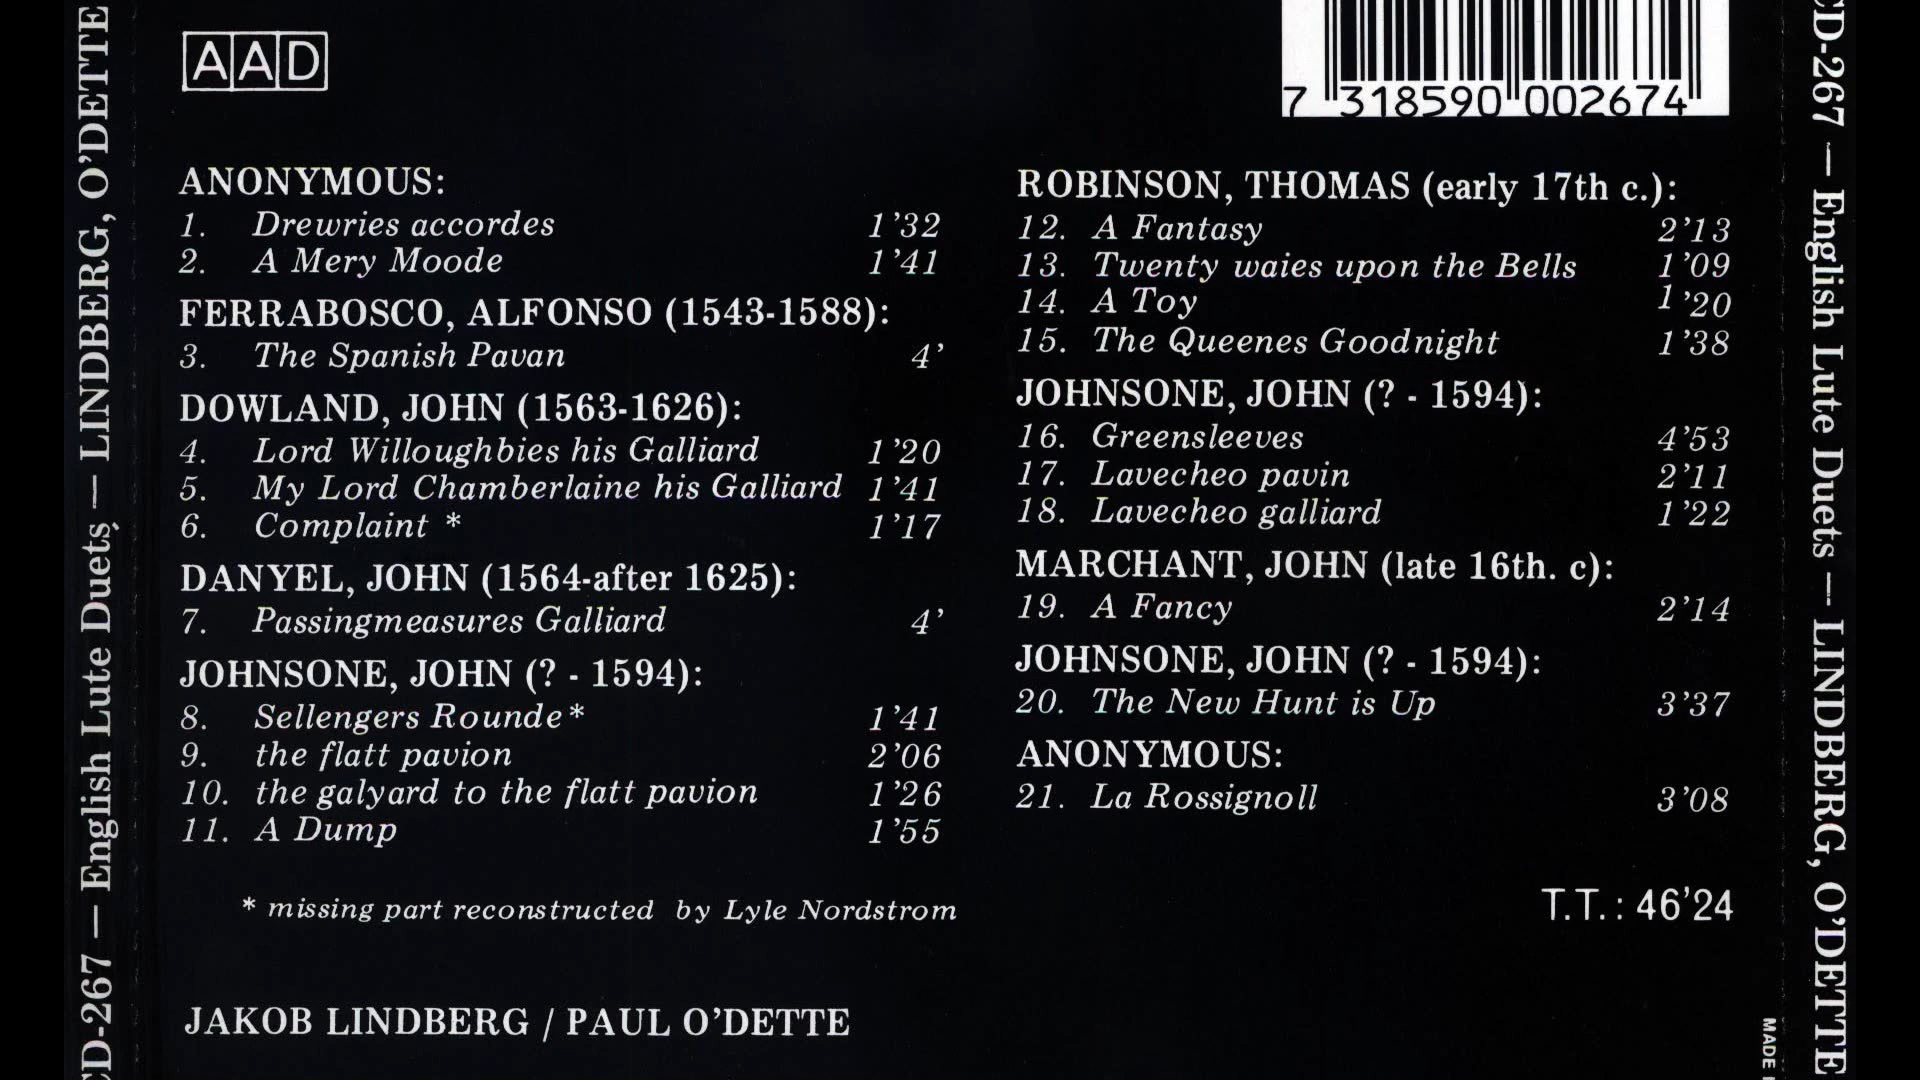 AAD
7 318590 002674
ANONYMOUS:
1. Drewries accordes 1'32
2. A Mery Moode 1'41
FERRABOSCO, ALFONSO (1543-1588):
3. The Spanish Pavan 4'
DOWLAND, JOHN (1563-1626):
4. Lord Willoughbies his Galliard 1'20
5. My Lord Chamberlaine his Galliard 1'41
6. Complaint * 1'17
DANYEL, JOHN (1564-after 1625):
7. Passingmeasures Galliard 4'
JOHNSONE, JOHN (? - 1594):
8. Sellengers Rounde* 1'41
9. the flatt pavion 2'06
10. the galyard to the flatt pavion 1'26
11. A Dump 1'55
* missing part reconstructed by Lyle Nordstrom
ROBINSON, THOMAS (early 17th c.):
12. A Fantasy 2'13
13. Twenty waies upon the Bells 1'09
14. A Toy 1'20
15. The Queenes Goodnight 1'38
JOHNSONE, JOHN (? - 1594):
16. Greensleeves 4'53
17. Lavecheo pavin 2'11
18. Lavecheo galliard 1'22
MARCHANT, JOHN (late 16th. c):
19. A Fancy 2'14
JOHNSONE, JOHN (? - 1594):
20. The New Hunt is Up 3'37
ANONYMOUS:
21. La Rossignoll 3'08
T.T.: 46'24
JAKOB LINDBERG / PAUL O'DETTE
CD-267 — English Lute Duets — LINDBERG, O'DETTE
CD-267 — English Lute Duets — LINDBERG, O'DETTE
MADE